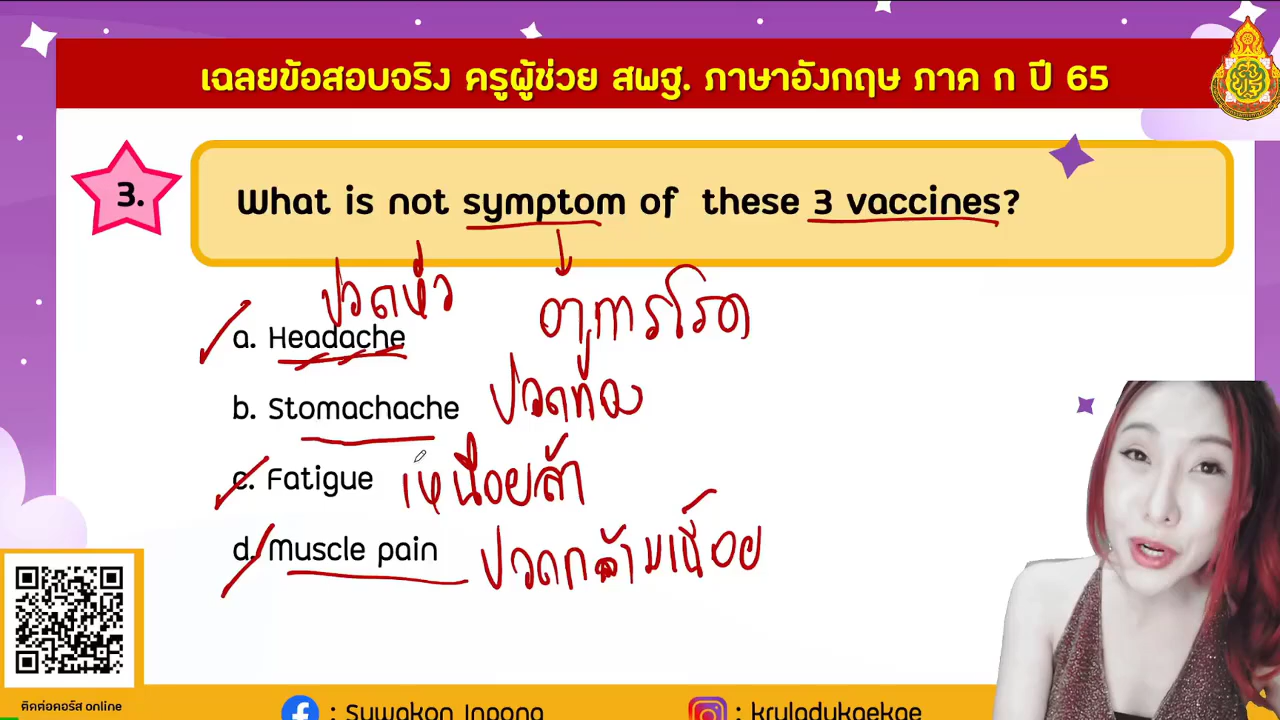 เฉลยข้อสอบจริง ครูผู้ช่วย สพฐ. ภาษาอังกฤษ ภาค ก ปี 65
3.
What is not symptom of these 3 vaccines?
ปวดหัว
อาการโรค
a. Headache
b. Stomachache ปวดท้อง
c. Fatigue เหนื่อยล้า
d. Muscle pain ปวดกล้ามเนื้อย
ติดต่อคอร์ส online
: Suwakon Inpong
: kruladykaekae